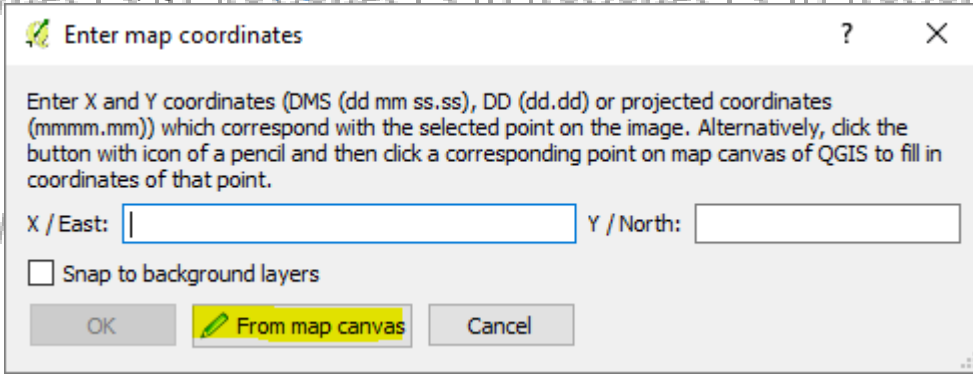 Enter map coordinates ?
Enter X and Y coordinates (DMS (dd mm ss.ss), DD (dd.dd) or projected coordinates
(mmmm.mm)) which correspond with the selected point on the image. Alternatively, click the
button with icon of a pencil and then click a corresponding point on map canvas of QGIS to fill in
coordinates of that point.
X / East: Y / North:
Snap to background layers
OK From map canvas Cancel